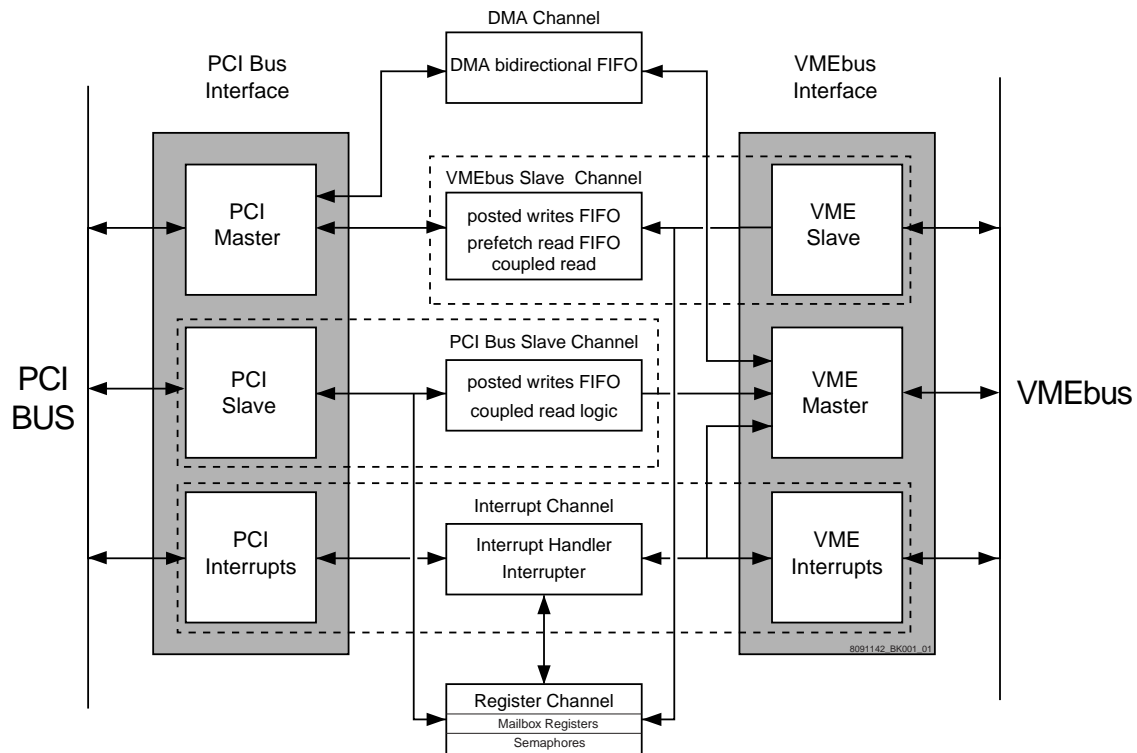 DMA Channel
DMA bidirectional FIFO
PCI Bus
Interface
VMEbus
Interface
VMEbus Slave Channel
PCI
Master
posted writes FIFO
prefetch read FIFO
coupled read
VME
Slave
PCI Bus Slave Channel
PCI
BUS
PCI
Slave
posted writes FIFO
coupled read logic
VME
Master
VMEbus
Interrupt Channel
PCI
Interrupts
Interrupt Handler
Interrupter
VME
Interrupts
8091142_BK001_01
Register Channel
Mailbox Registers
Semaphores